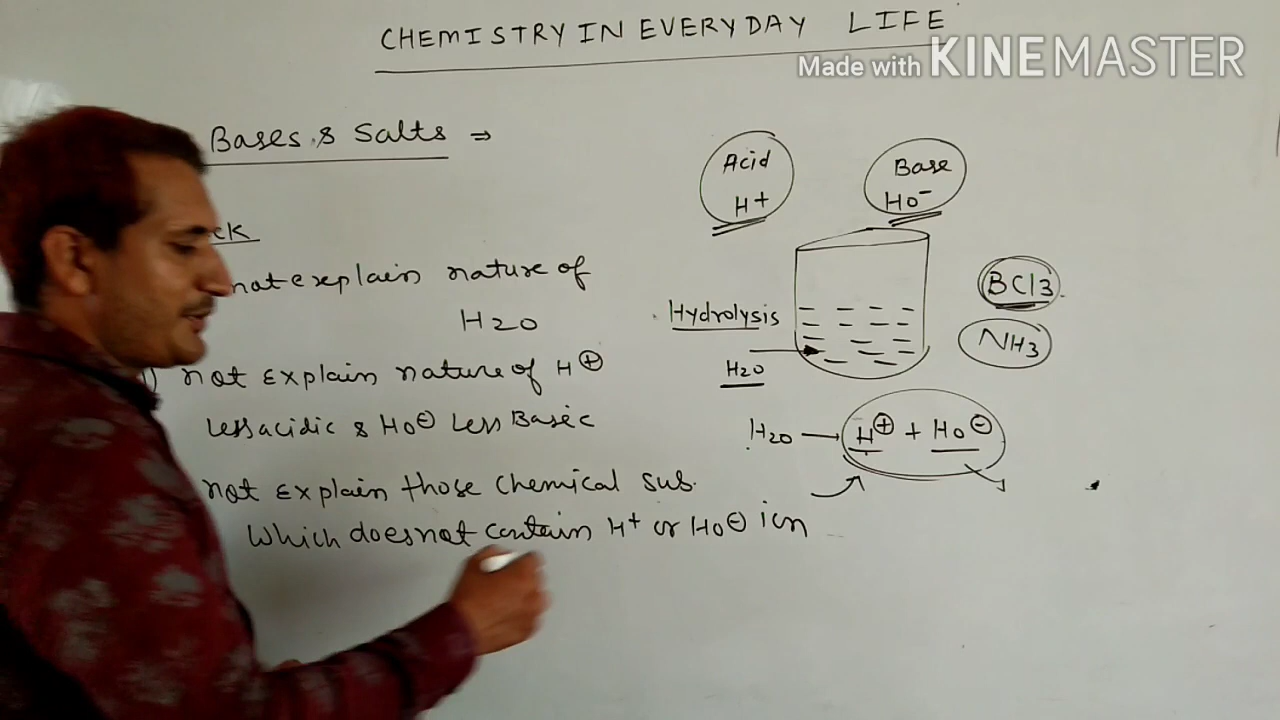 CHEMISTRY IN EVERYDAY LIFE
Made with KINEMASTER
Bases & Salts ⇒
ck
not explain nature of
H2O
not Explain nature of H⊕
less acidic & HO⊖ Less Basic
not Explain those Chemical sub.
Which does not contain H+ or HO⊖ ion
Acid
H+
Base
HO-
Hydrolysis
H2O
BCl3
NH3
H2O → H⊕ + HO⊖